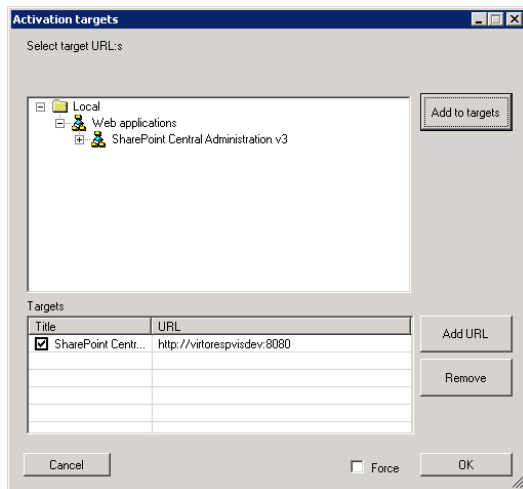 Activation targets
Select target URL:s
Local
Web applications
SharePoint Central Administration v3
Add to targets
Targets
Title URL
SharePoint Centr... http://virtorespvisdev:8080
Add URL
Remove
Cancel
Force
OK